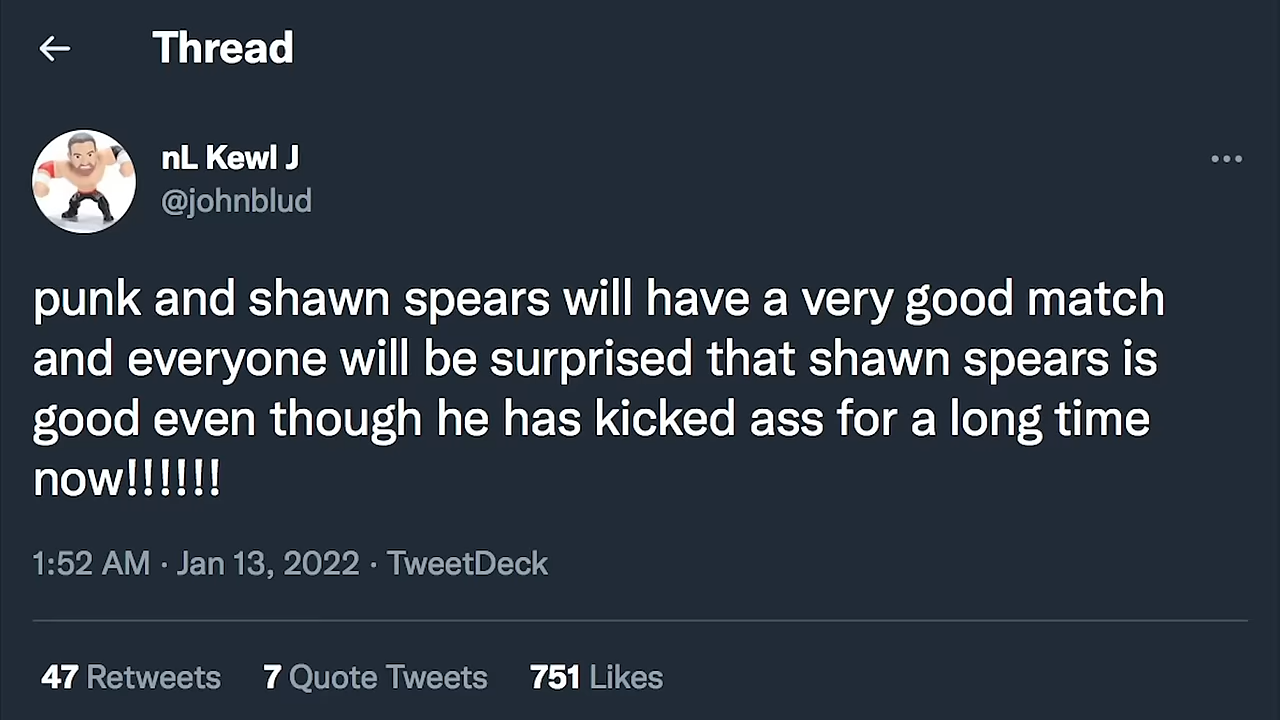 Thread
nL Kewl J
@johnblud
punk and shawn spears will have a very good match
and everyone will be surprised that shawn spears is
good even though he has kicked ass for a long time
now!!!!!!
1:52 AM · Jan 13, 2022 · TweetDeck
47 Retweets 7 Quote Tweets 751 Likes